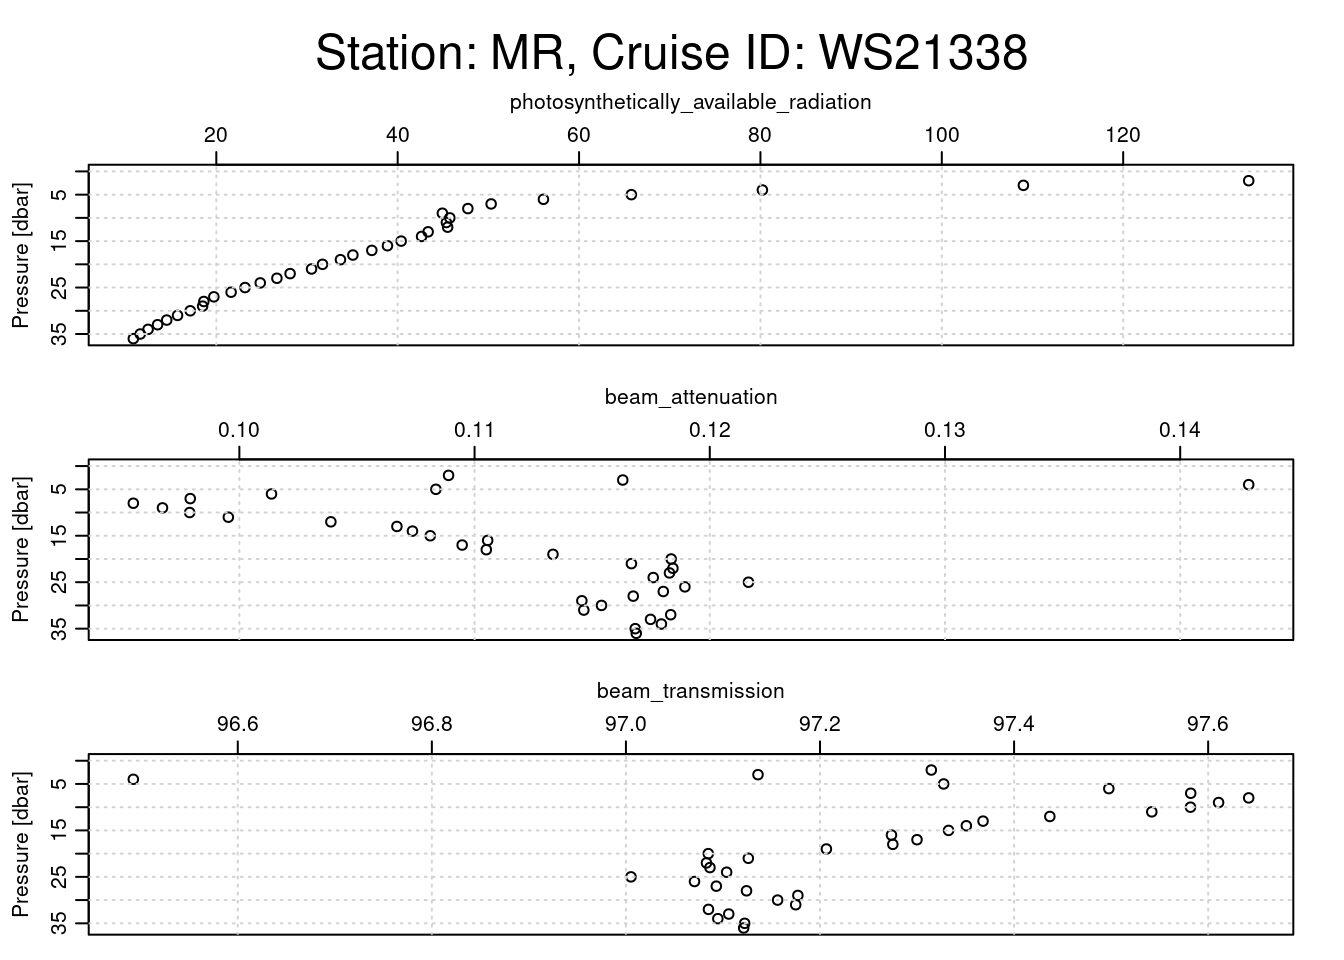 Station: MR, Cruise ID: WS21338
photosynthetically_available_radiation
20 40 60 80 100 120
Pressure [dbar]
5
15
25
35
beam_attenuation
0.10 0.11 0.12 0.13 0.14
Pressure [dbar]
5
15
25
35
beam_transmission
96.6 96.8 97.0 97.2 97.4 97.6
Pressure [dbar]
5
15
25
35